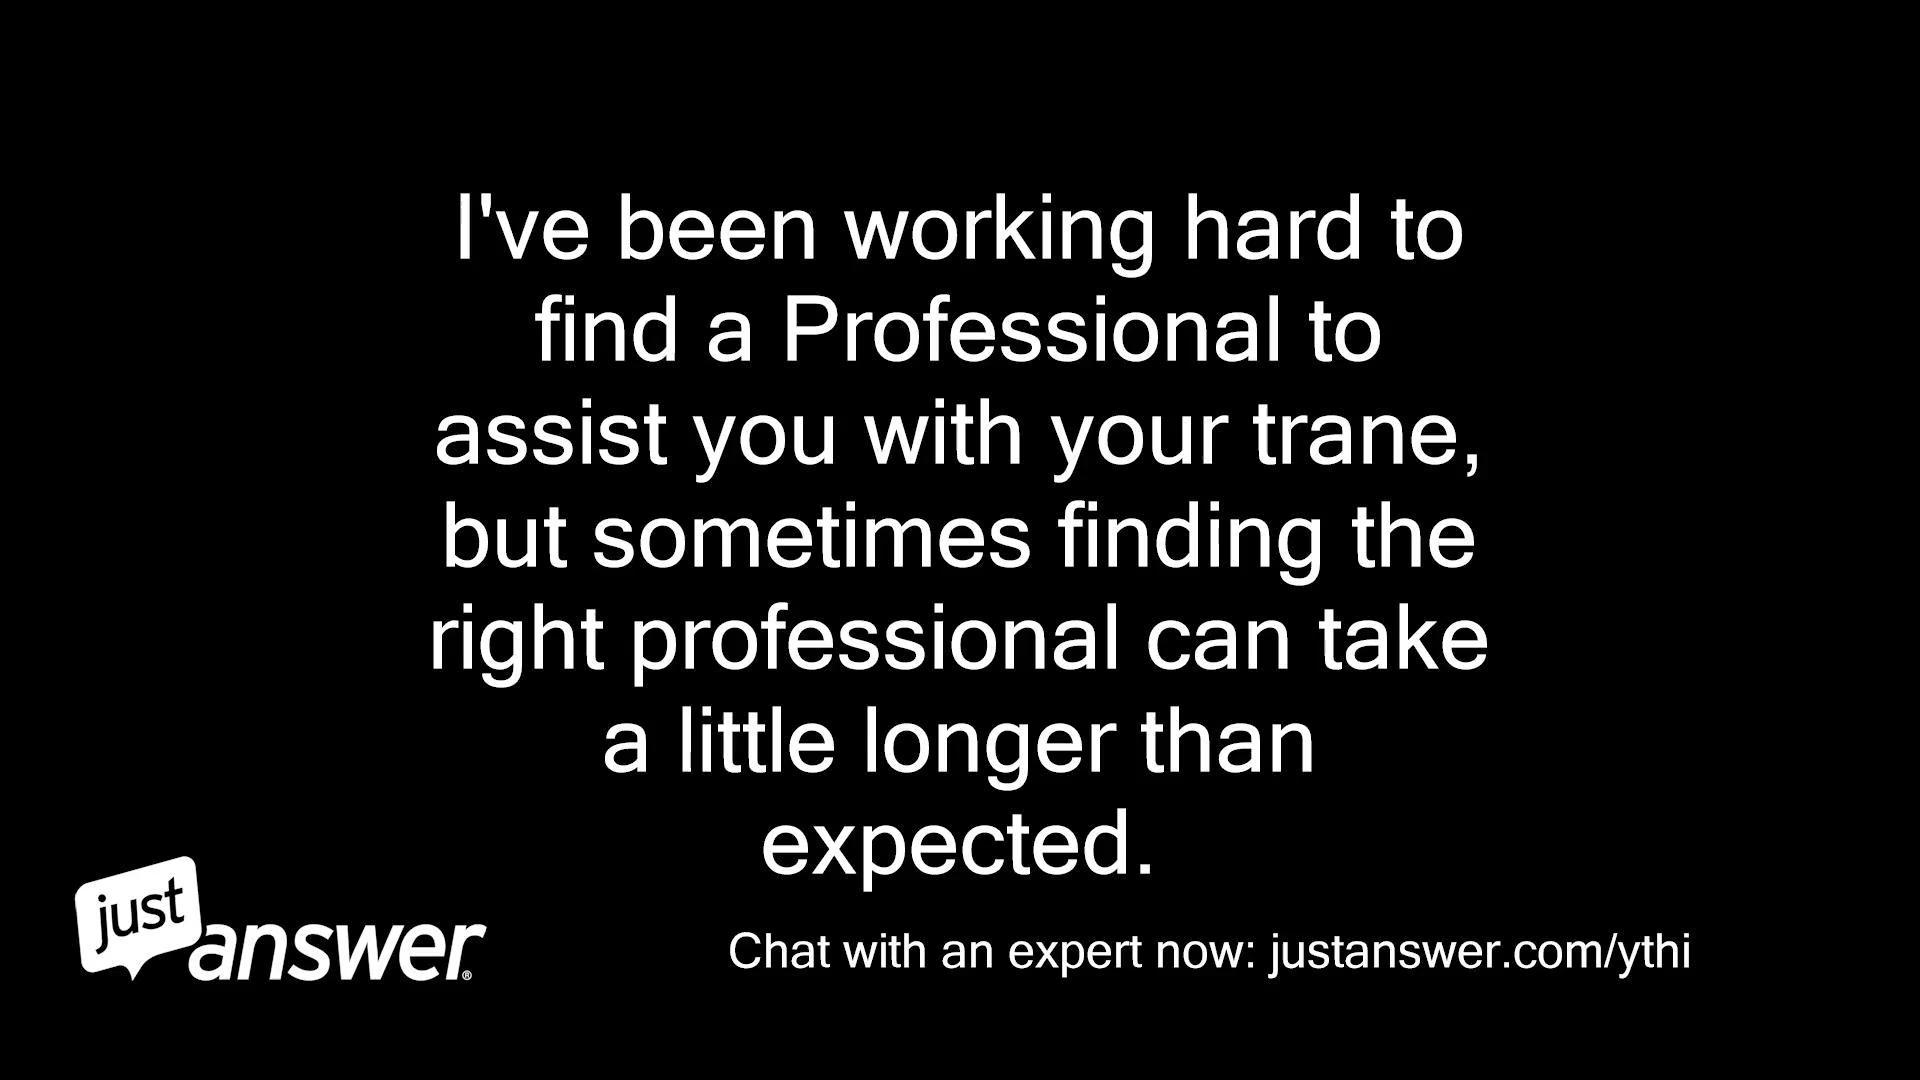 I've been working hard to
find a Professional to
assist you with your trane,
but sometimes finding the
right professional can take
a little longer than
expected.
just
answer®
Chat with an expert now: justanswer.com/ythi